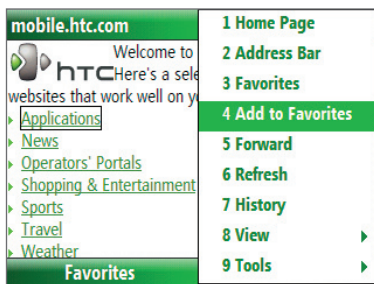 mobile.htc.com
Welcome to
hTC Here's a sele
websites that work well on y
Applications
News
Operators' Portals
Shopping & Entertainment
Sports
Travel
Weather
Favorites
1 Home Page
2 Address Bar
3 Favorites
4 Add to Favorites
5 Forward
6 Refresh
7 History
8 View
9 Tools